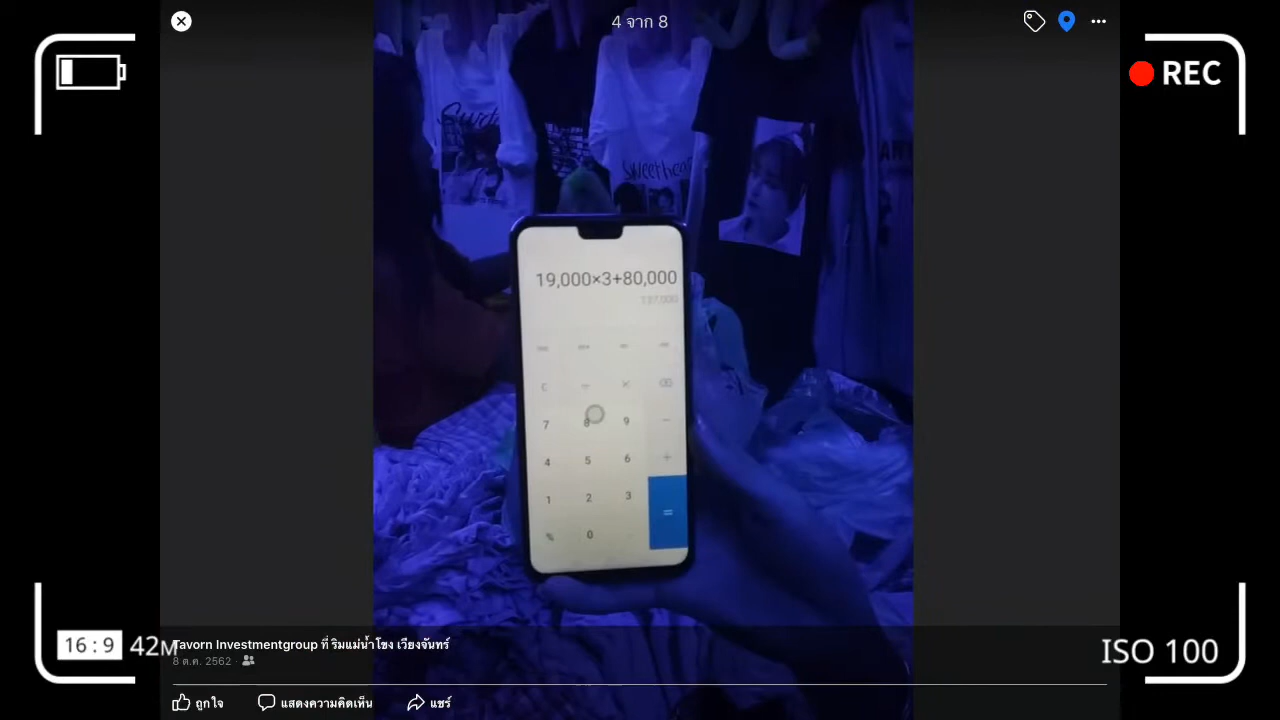 4 จาก 8
REC
Sweetheart
19,000×3+80,000
137,000
C
÷
×
7
8
9
−
4
5
6
+
1
2
3
=
%
0
Tavorn Investmentgroup ที่ ริมแม่น้ำโขง เวียงจันทร์
16 : 9
42M
8 ต.ค. 2562
ISO 100
ถูกใจ
แสดงความคิดเห็น
แชร์